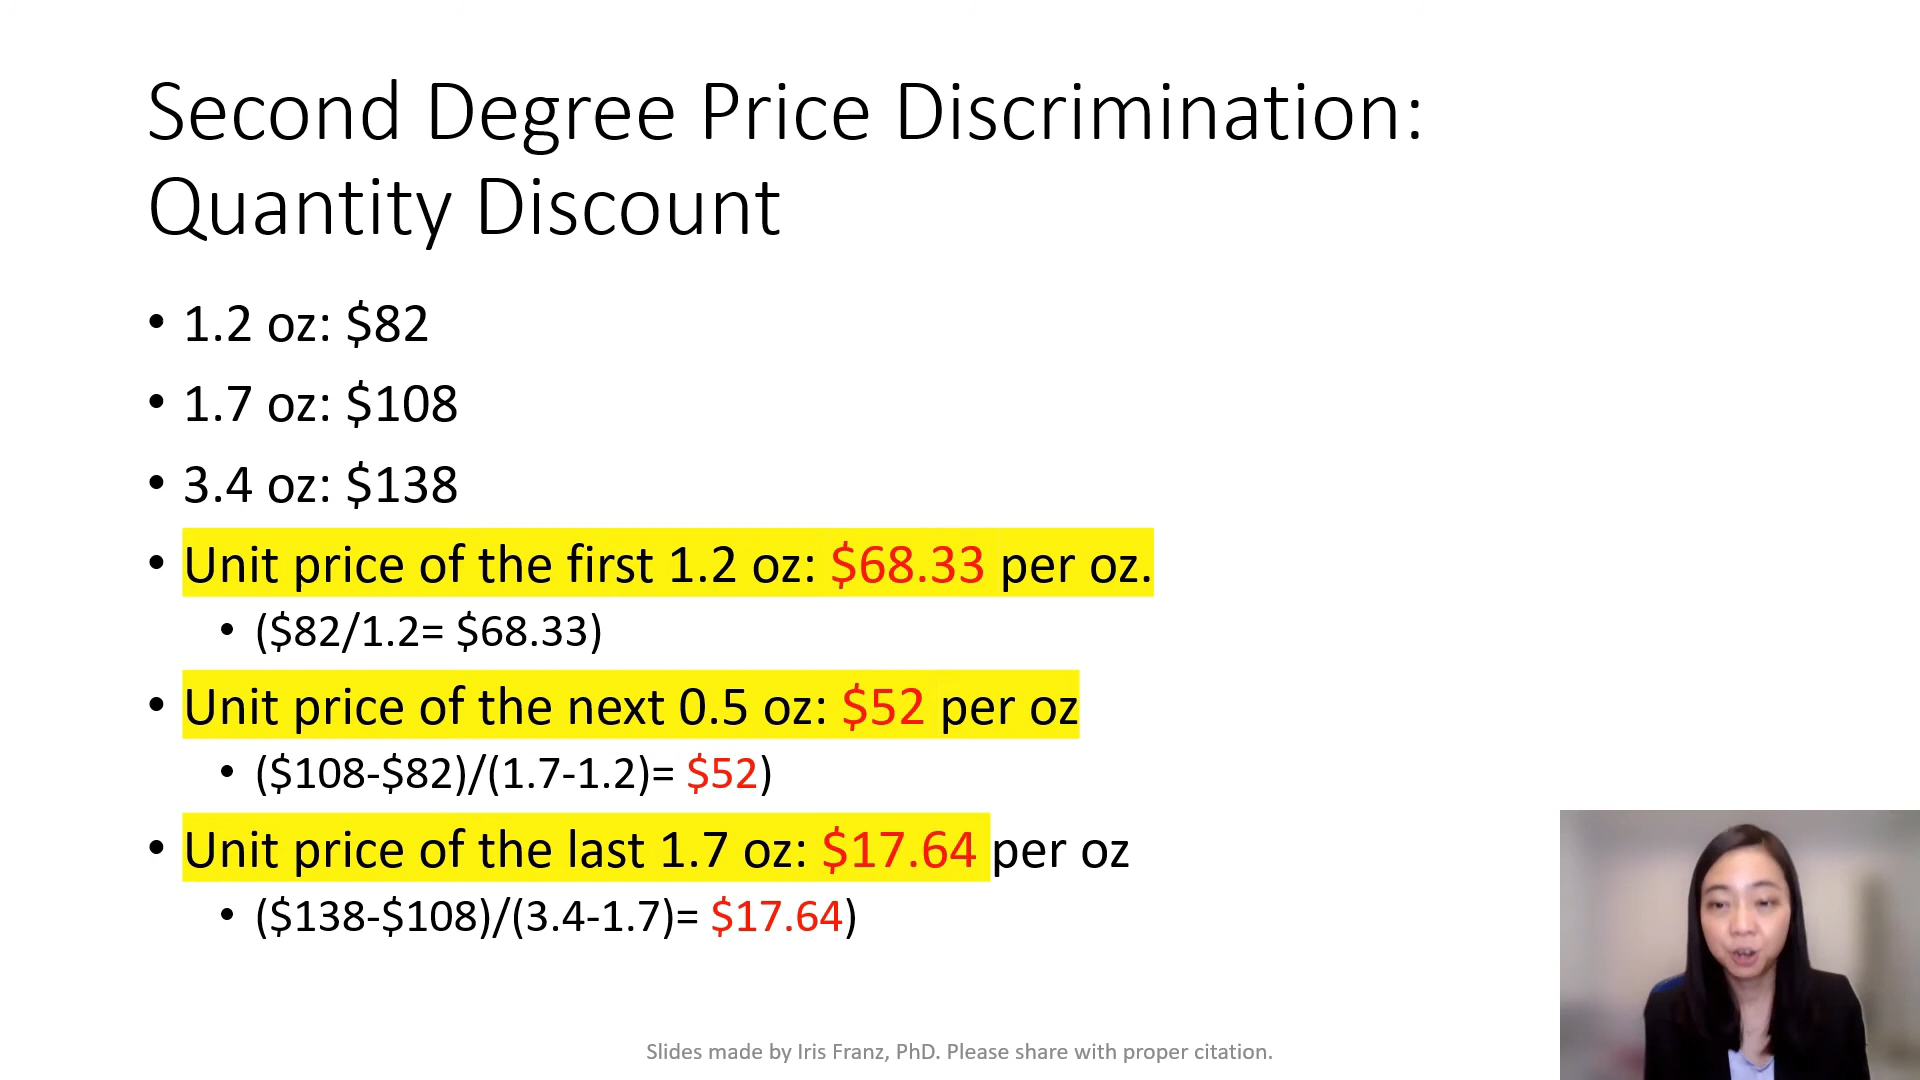 Second Degree Price Discrimination:
Quantity Discount
• 1.2 oz: $82
• 1.7 oz: $108
• 3.4 oz: $138
• Unit price of the first 1.2 oz: $68.33 per oz.
• ($82/1.2= $68.33)
• Unit price of the next 0.5 oz: $52 per oz
• ($108-$82)/(1.7-1.2)= $52)
• Unit price of the last 1.7 oz: $17.64 per oz
• ($138-$108)/(3.4-1.7)= $17.64)
Slides made by Iris Franz, PhD. Please share with proper citation.